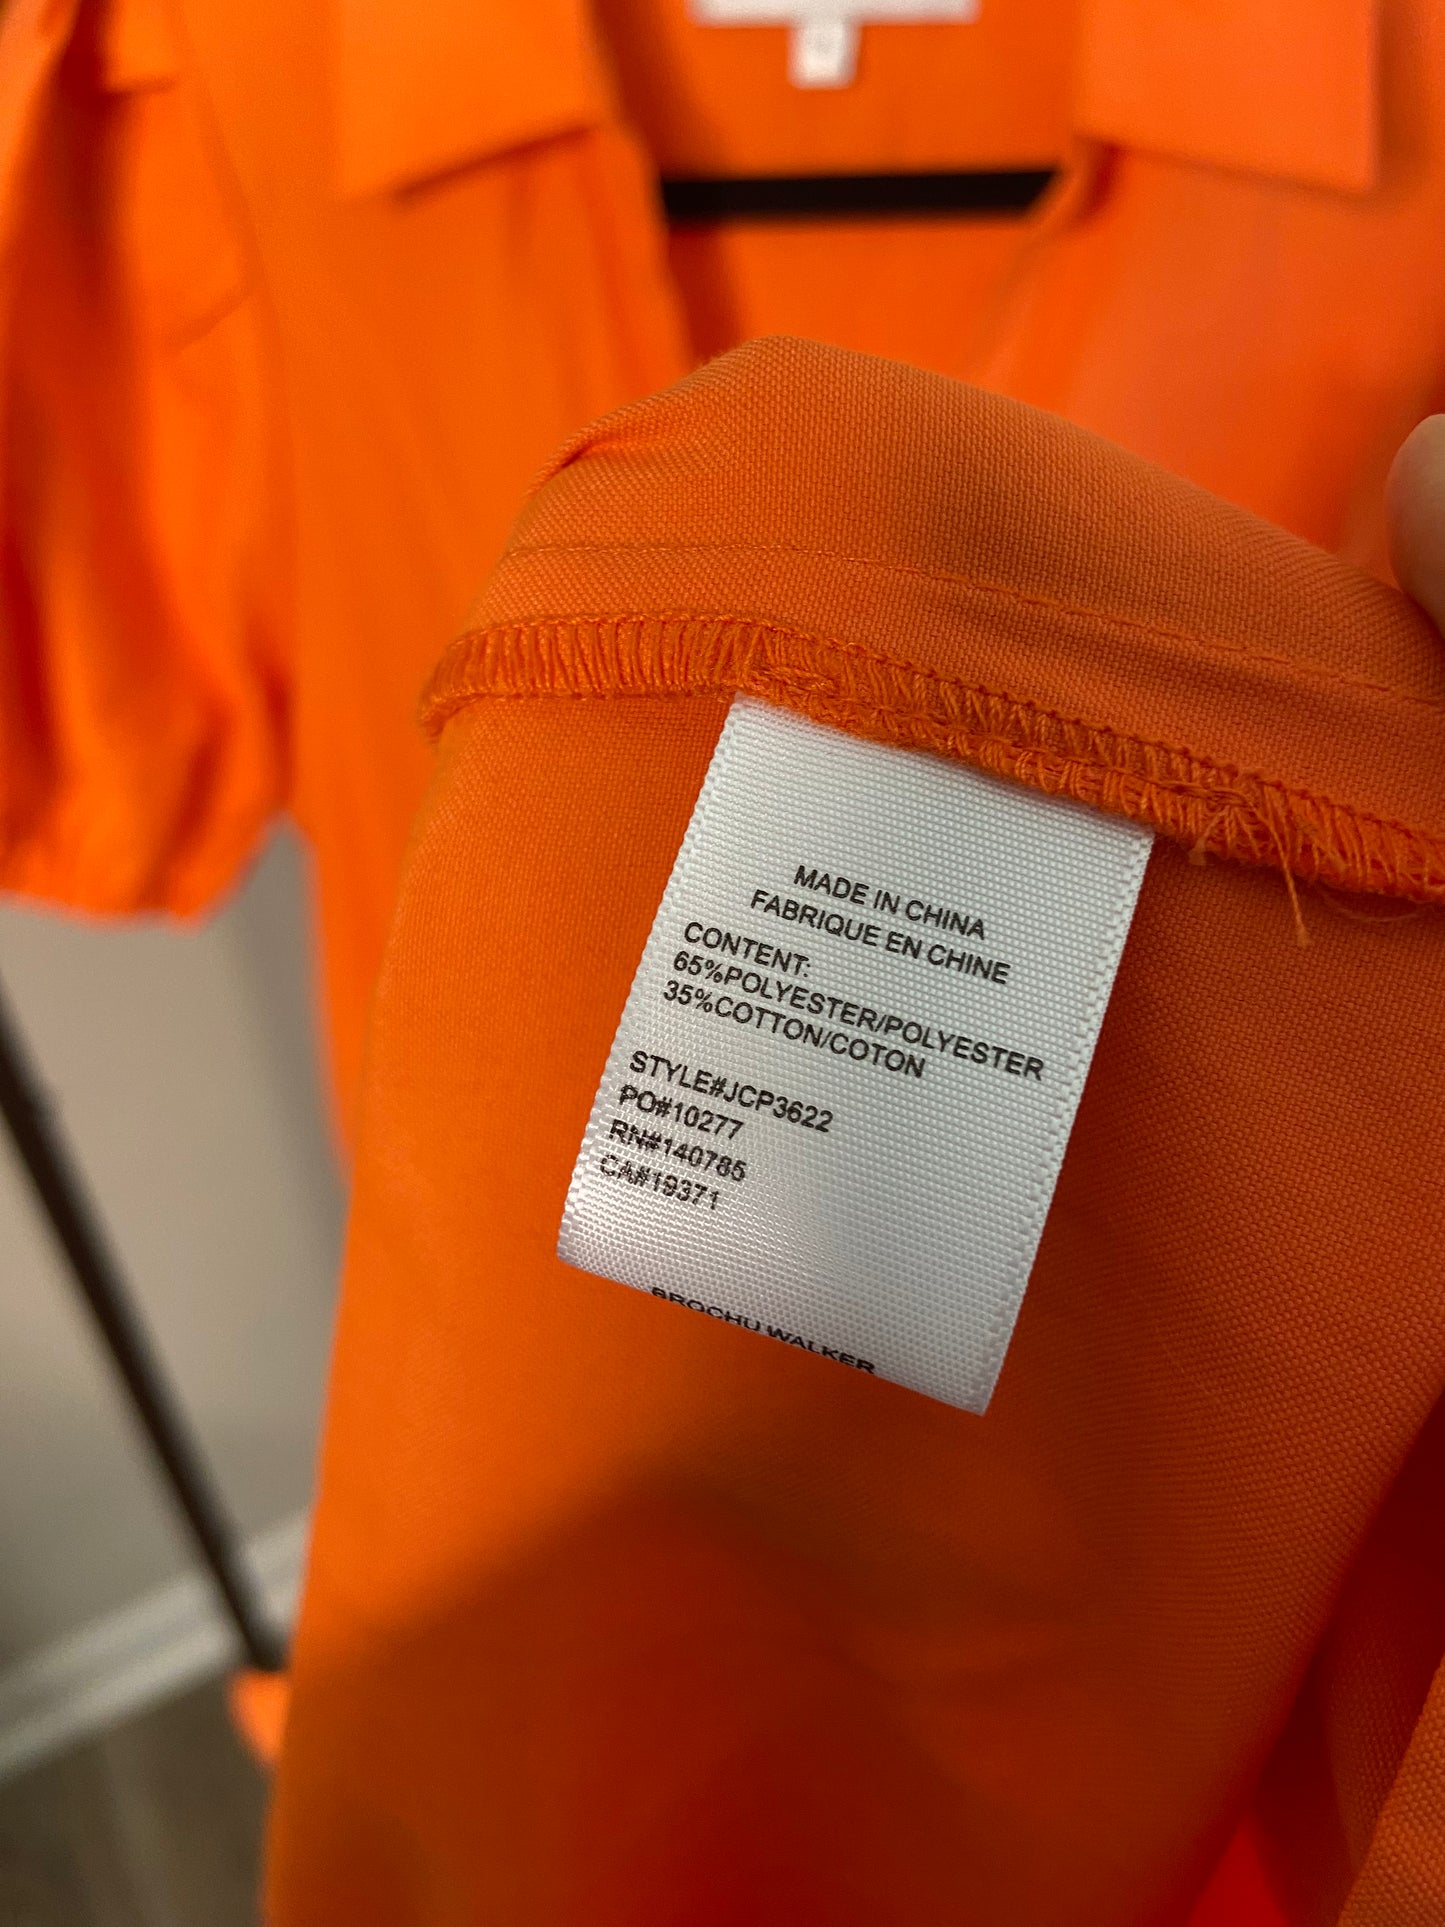 MADE IN CHINA
FABRIQUE EN CHINE
CONTENT:
65%POLYESTER/POLYESTER
35%COTTON/COTON
STYLE#JCP3622
PO#10277
RN#140785
CA#19371
BROCHU WALKER